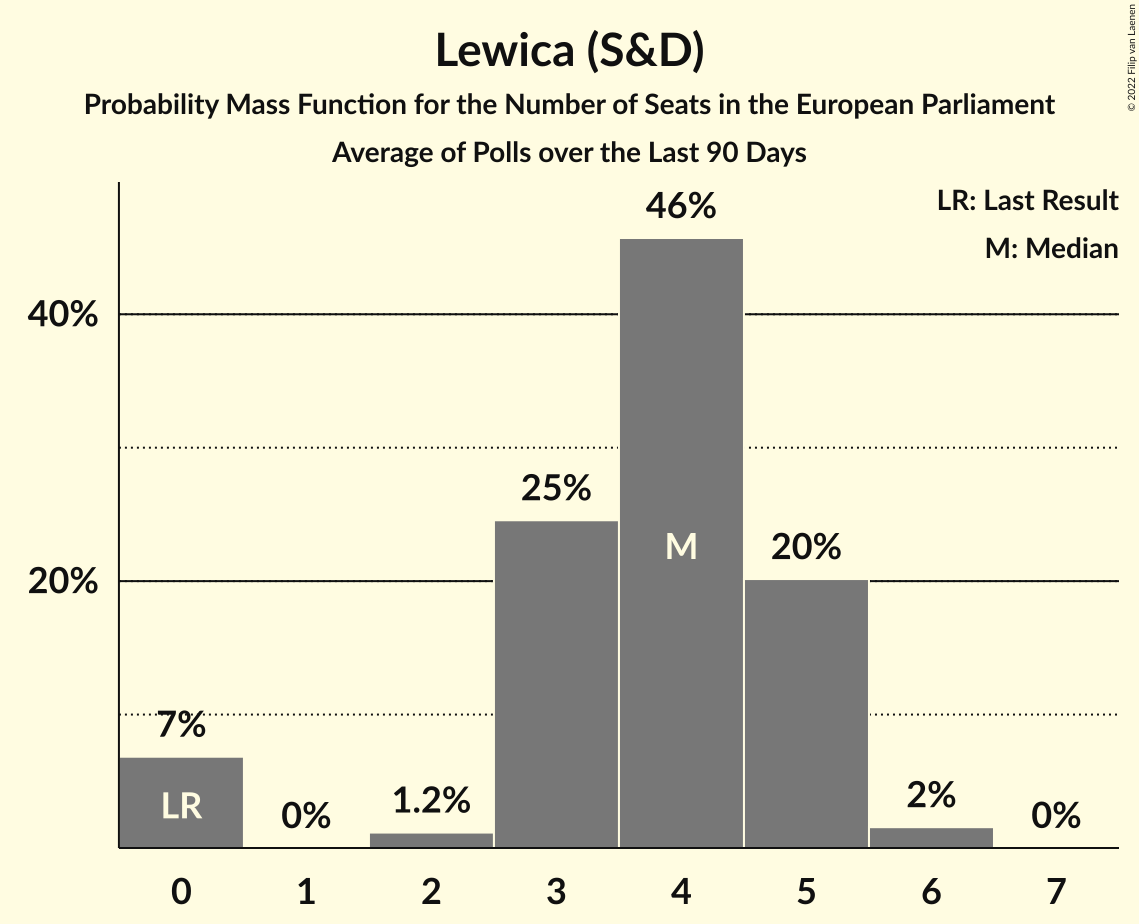 Lewica (S&D)
Probability Mass Function for the Number of Seats in the European Parliament
Average of Polls over the Last 90 Days
© 2022 Filip van Laenen
LR: Last Result
M: Median
46%
40%
25%
M
20%
20%
7%
LR
0%
1.2%
2%
0%
0 1 2 3 4 5 6 7